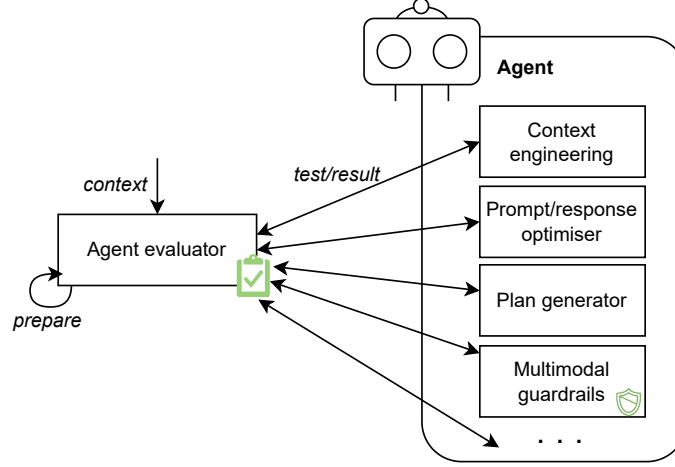 Agent
Context
engineering
test/result
context
Prompt/response
optimiser
Agent evaluator
Plan generator
prepare
Multimodal
guardrails
. . .